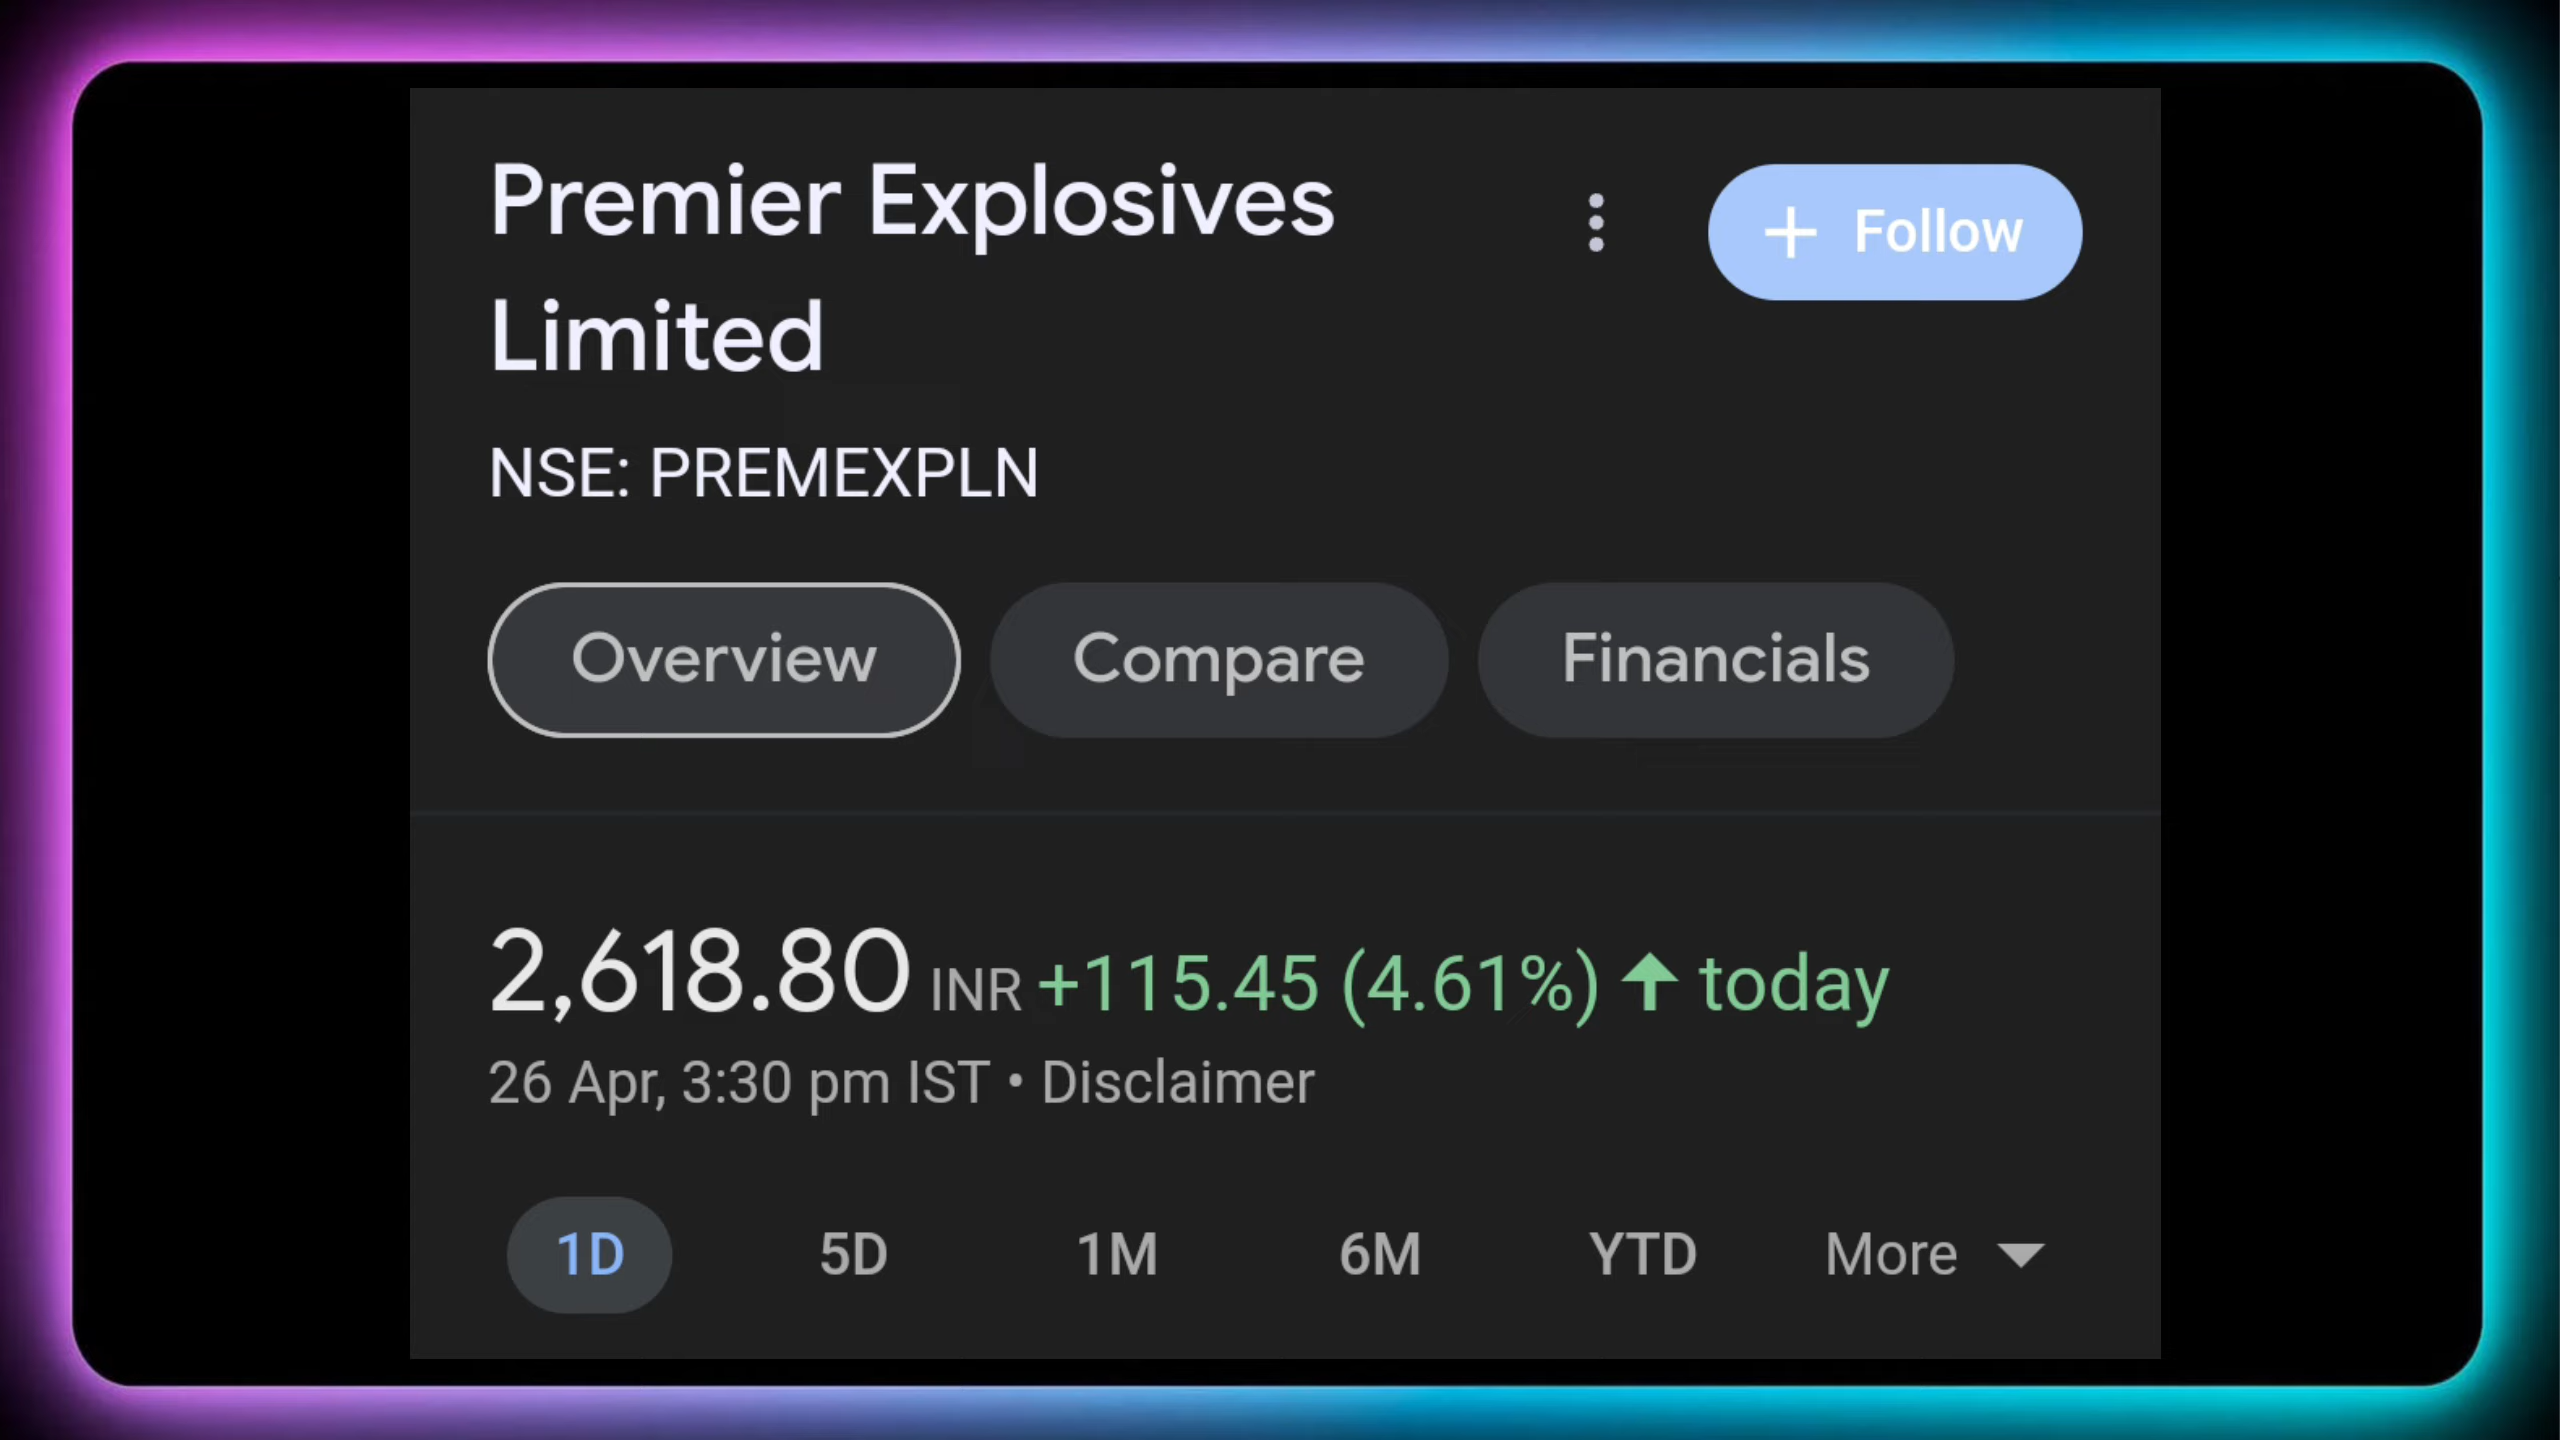 Premier Explosives
Limited
+ Follow
NSE: PREMEXPLN
Overview Compare Financials
2,618.80 INR +115.45 (4.61%) ↑ today
26 Apr, 3:30 pm IST • Disclaimer
1D 5D 1M 6M YTD More